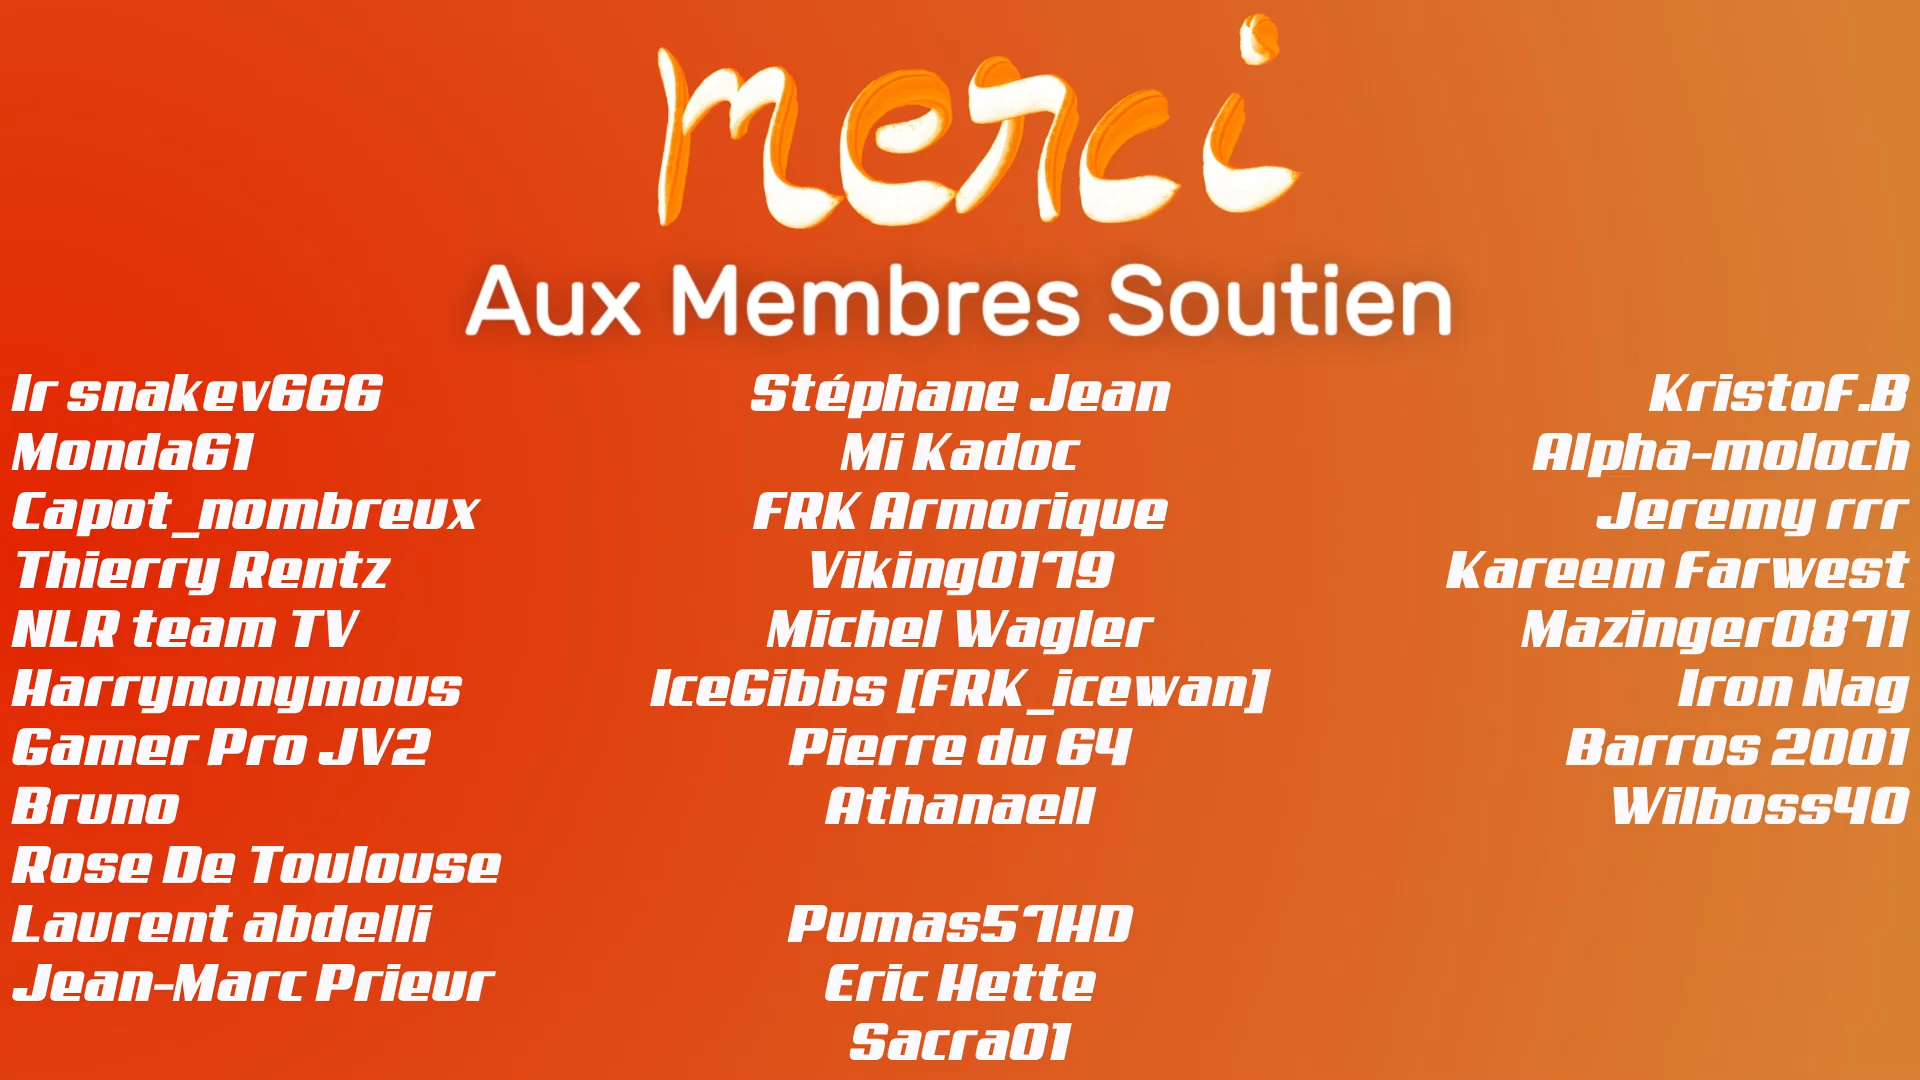 merci
Aux Membres Soutien
Ir snakev666
Monda61
Capot_nombreux
Thierry Rentz
NLR team TV
Harrynonymous
Gamer Pro JV2
Bruno
Rose De Toulouse
Laurent abdelli
Jean-Marc Prieur
Stéphane Jean
Mi Kadoc
FRK Armorique
Viking0179
Michel Wagler
IceGibbs [FRK_icewan]
Pierre du 64
Athanaell
Pumas57HD
Eric Hette
Sacra01
KristoF.B
Alpha-moloch
Jeremy rrr
Kareem Farwest
Mazinger0871
Iron Nag
Barros 2001
Wilboss40